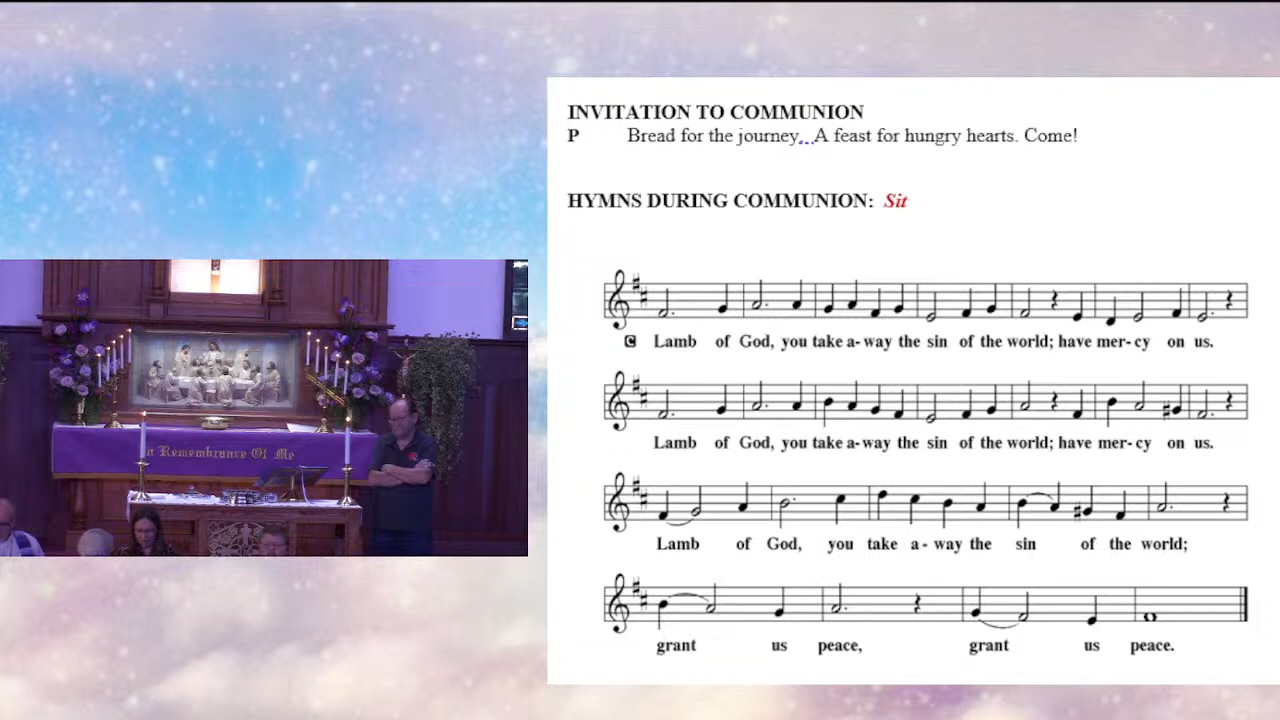 INVITATION TO COMMUNION
P Bread for the journey...A feast for hungry hearts. Come!
HYMNS DURING COMMUNION: Sit
C Lamb of God, you take a-way the sin of the world; have mer-cy on us.
Lamb of God, you take a-way the sin of the world; have mer-cy on us.
Lamb of God, you take a-way the sin of the world;
grant us peace, grant us peace.
n Remembrance Of Me